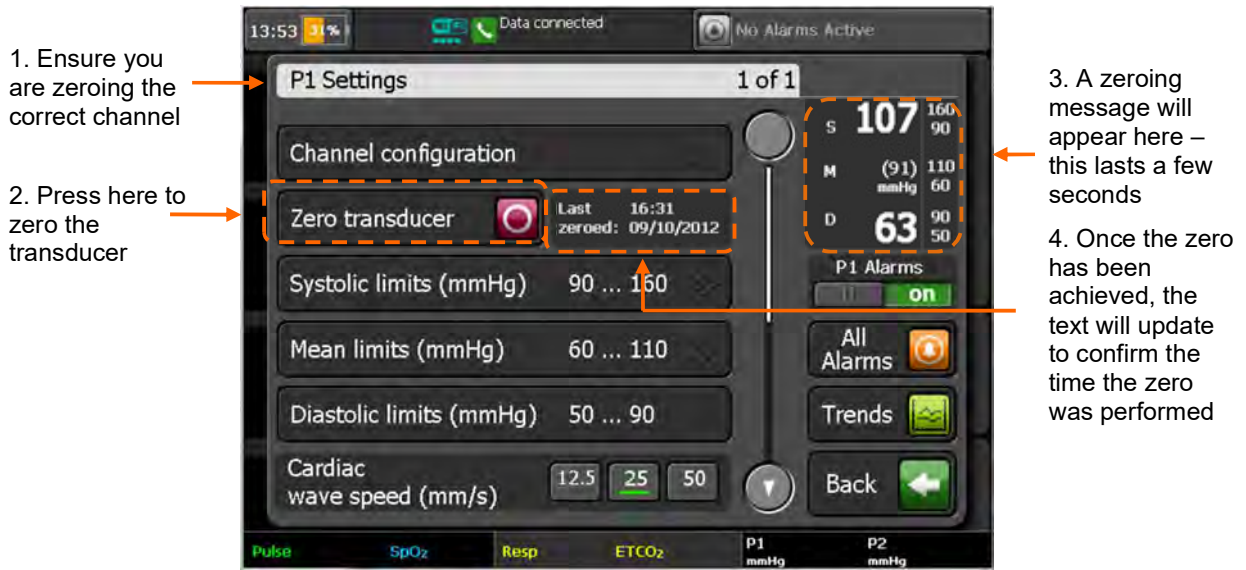 1. Ensure you
are zeroing the
correct channel
2. Press here to
zero the
transducer
13:53 31%
Data connected
No Alarms Active
P1 Settings 1 of 1
Channel configuration
Zero transducer
Last 16:31
zeroed: 09/10/2012
Systolic limits (mmHg) 90 ... 160
Mean limits (mmHg) 60 ... 110
Diastolic limits (mmHg) 50 ... 90
Cardiac
wave speed (mm/s) 12.5 25 50
S 107 160
90
M (91) 110
mmHg 60
D 63 90
50
P1 Alarms
on
All
Alarms
Trends
Back
Pulse SpO₂ Resp ETCO₂ P1 P2
mmHg mmHg
3. A zeroing
message will
appear here –
this lasts a few
seconds
4. Once the zero
has been
achieved, the
text will update
to confirm the
time the zero
was performed